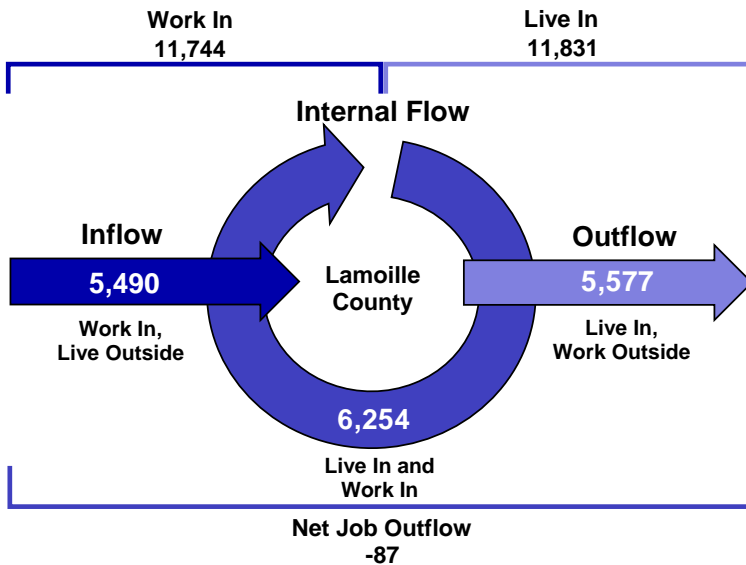 Work In
11,744
Live In
11,831
Internal Flow
Inflow
5,490
Work In,
Live Outside
Lamoille
County
Outflow
5,577
Live In,
Work Outside
6,254
Live In and
Work In
Net Job Outflow
-87